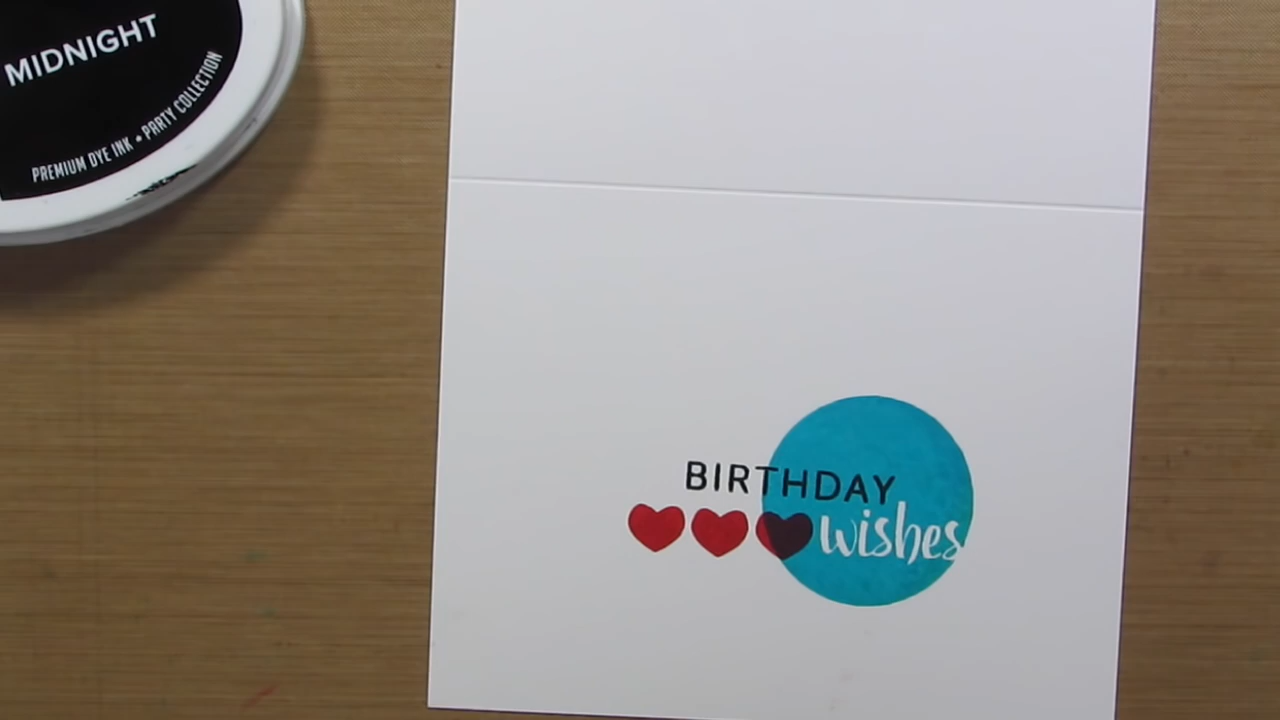 MIDNIGHT
PREMIUM DYE INK • PARTY COLLECTION
BIRTHDAY
wishes